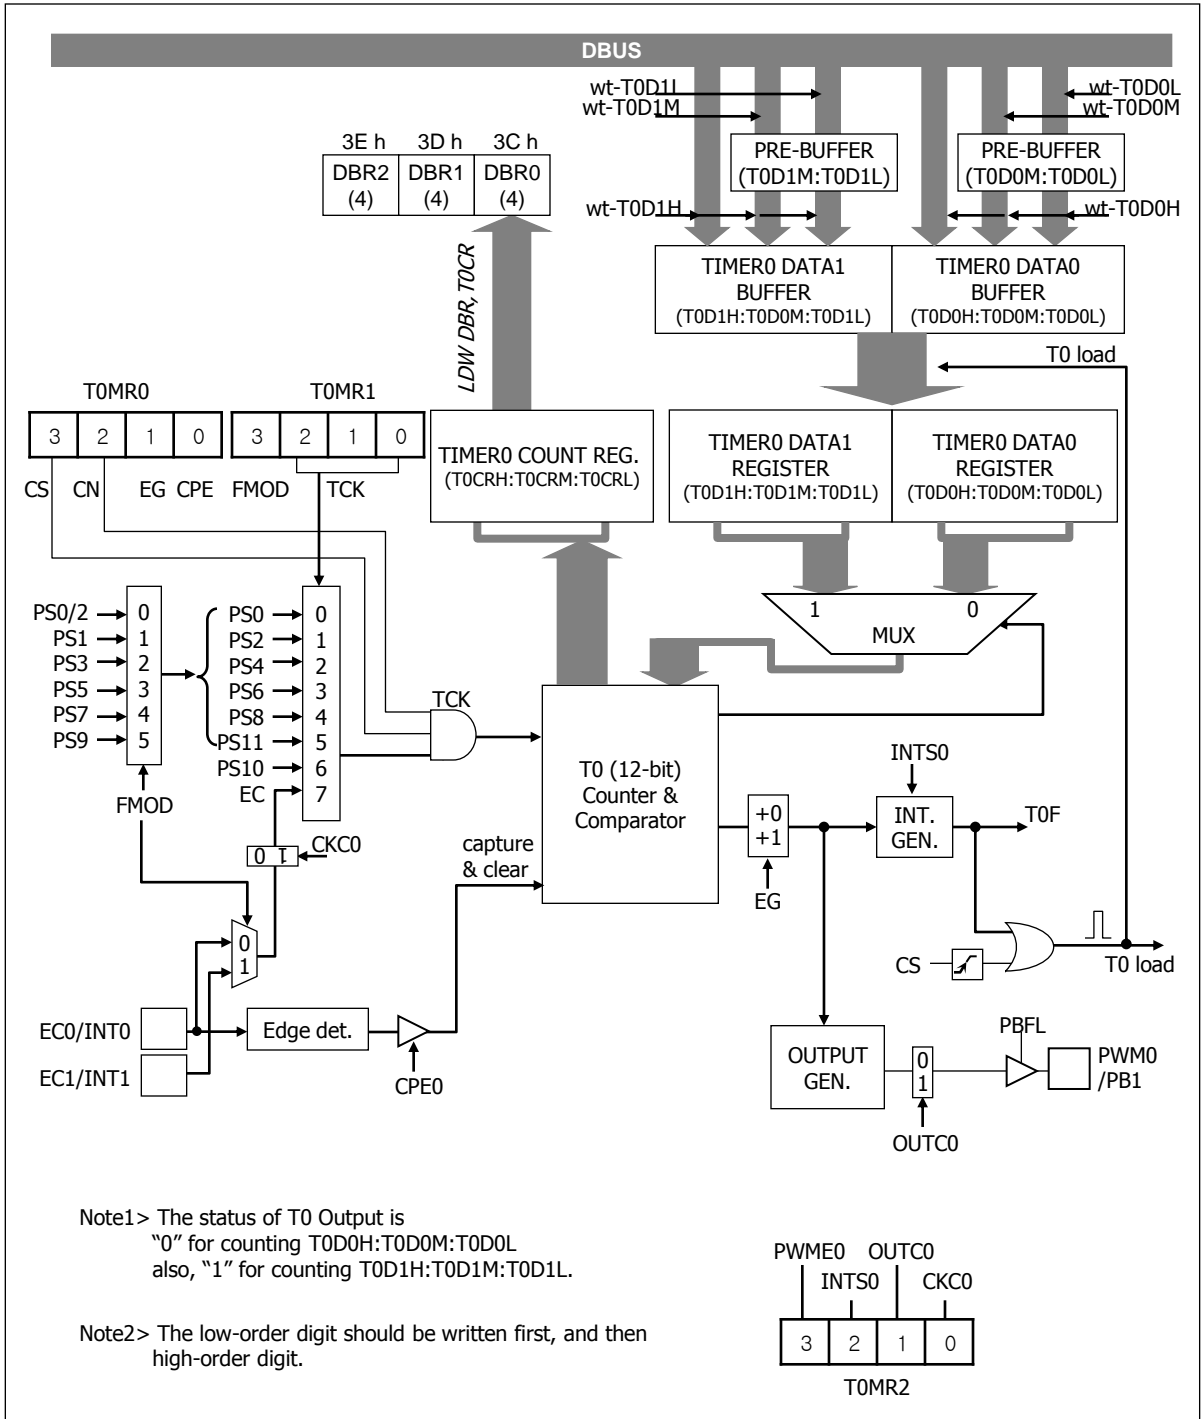 DBUS
wt-T0D1L
wt-T0D1M
wt-T0D0L
wt-T0D0M
3E h 3D h 3C h
DBR2 (4)
DBR1 (4)
DBR0 (4)
PRE-BUFFER
(T0D1M:T0D1L)
PRE-BUFFER
(T0D0M:T0D0L)
wt-T0D1H
wt-T0D0H
LDW DBR,T0CR
TIMER0 DATA1
BUFFER
(T0D1H:T0D0M:T0D1L)
TIMER0 DATA0
BUFFER
(T0D0H:T0D0M:T0D0L)
T0 load
T0MR0
3 2 1 0
CS CN EG CPE
T0MR1
3 2 1 0
FMOD TCK
TIMER0 COUNT REG.
(T0CRH:T0CRM:T0CRL)
TIMER0 DATA1
REGISTER
(T0D1H:T0D1M:T0D1L)
TIMER0 DATA0
REGISTER
(T0D0H:T0D0M:T0D0L)
1 0
MUX
PS0/2 0
PS1 1
PS3 2
PS5 3
PS7 4
PS9 5
FMOD
PS0 0
PS2 1
PS4 2
PS6 3
PS8 4
PS11 5
PS10 6
EC 7
TCK
0 1
CKC0
capture
& clear
T0 (12-bit)
Counter &
Comparator
+0
+1
EG
INTS0
INT.
GEN.
T0F
CS
T0 load
0
1
EC0/INT0
EC1/INT1
Edge det.
CPE0
OUTPUT
GEN.
0
1
OUTC0
PBFL
PWM0
/PB1
Note1> The status of T0 Output is
“0” for counting T0D0H:T0D0M:T0D0L
also, “1” for counting T0D1H:T0D1M:T0D1L.
Note2> The low-order digit should be written first, and then
high-order digit.
PWME0 OUTC0
INTS0 CKC0
3 2 1 0
T0MR2